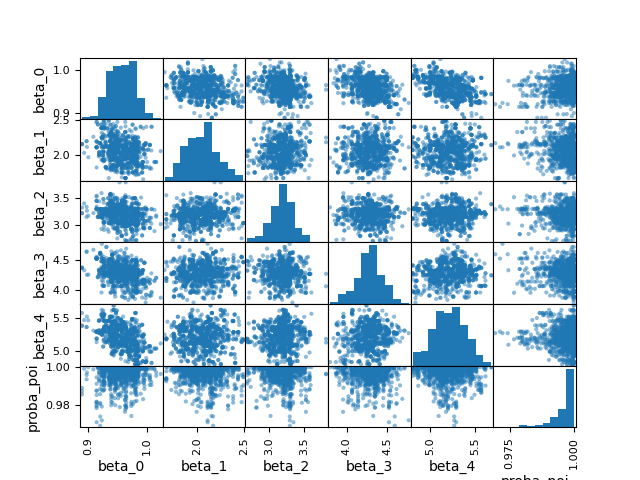 beta_0
1.0
0.9
beta_1
2.5
2.0
beta_2
3.5
3.0
beta_3
4.5
4.0
beta_4
5.5
5.0
proba_poi
1.00
0.98
0.9 1.0 2.0 2.5 3.0 3.5 4.0 4.5 5.0 5.5 0.975 1.000
beta_0 beta_1 beta_2 beta_3 beta_4 proba_poi